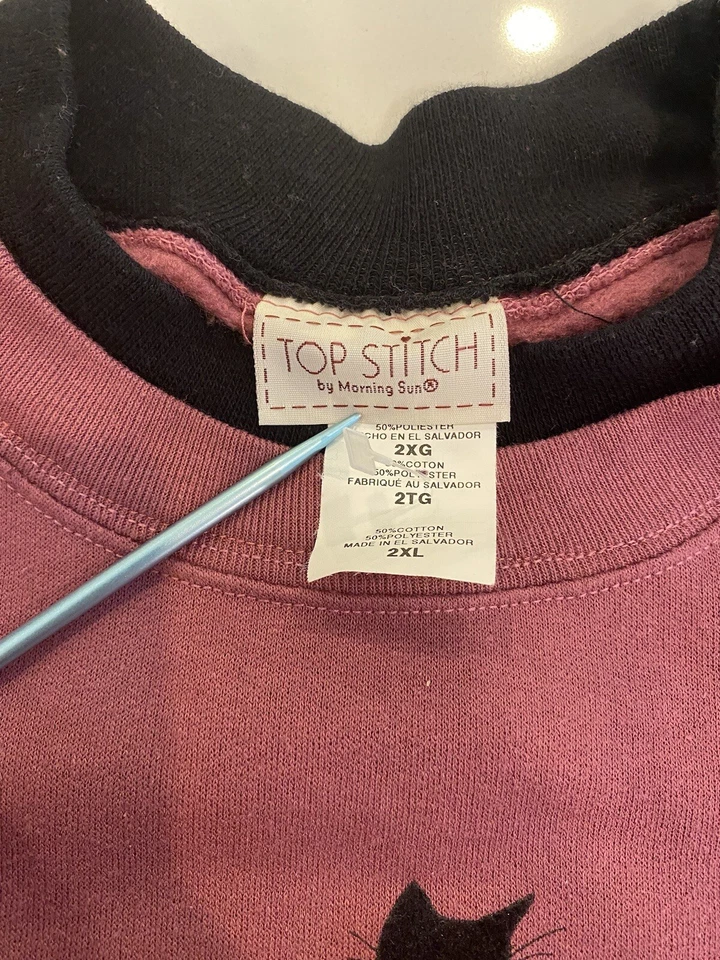 TOP STiTCH
by Morning Sun®
50%POLIESTER
CHO EN EL SALVADOR
2XG
%COTON
50%POLYESTER
FABRIQUÉ AU SALVADOR
2TG
50%COTTON
50%POLYESTER
MADE IN EL SALVADOR
2XL